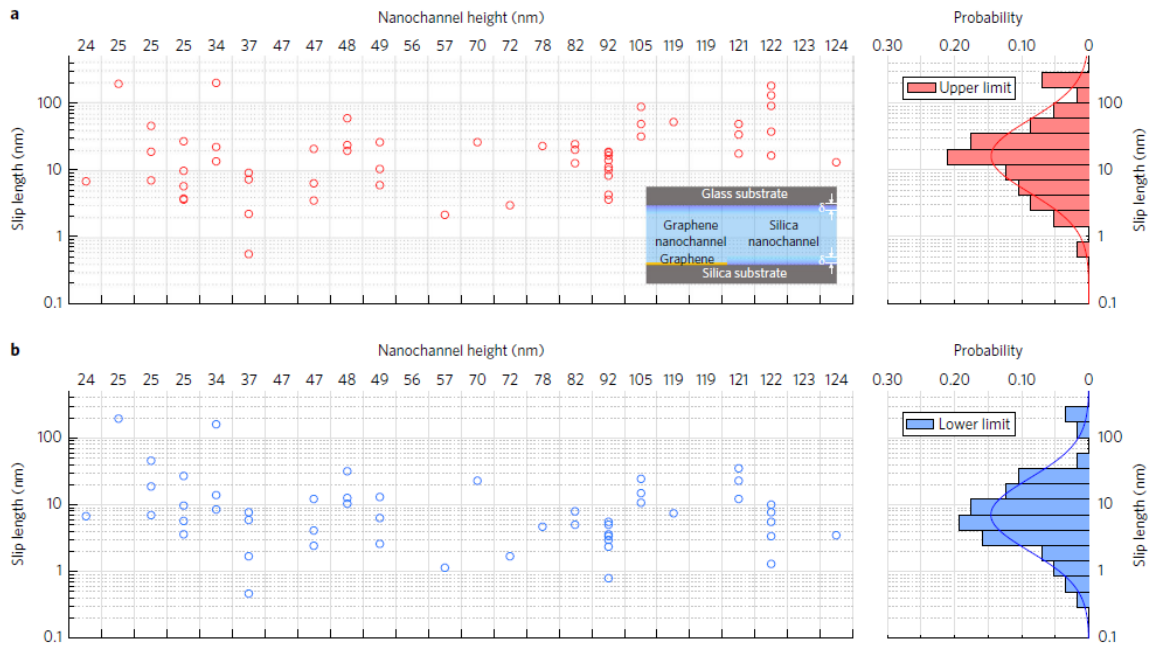 a
Nanochannel height (nm)
Probability
24 25 25 25 34 37 47 47 48 49 56 57 70 72 78 82 92 105 119 119 121 122 123 124
0.30 0.20 0.10 0
Slip length (nm)
100
10
1
0.1
Glass substrate
δ
Graphene nanochannel
Silica nanochannel
Graphene
δ
Silica substrate
Upper limit
100
10
1
0.1
Slip length (nm)
b
Nanochannel height (nm)
Probability
24 25 25 25 34 37 47 47 48 49 56 57 70 72 78 82 92 105 119 119 121 122 123 124
0.30 0.20 0.10 0
Slip length (nm)
100
10
1
0.1
Lower limit
100
10
1
0.1
Slip length (nm)